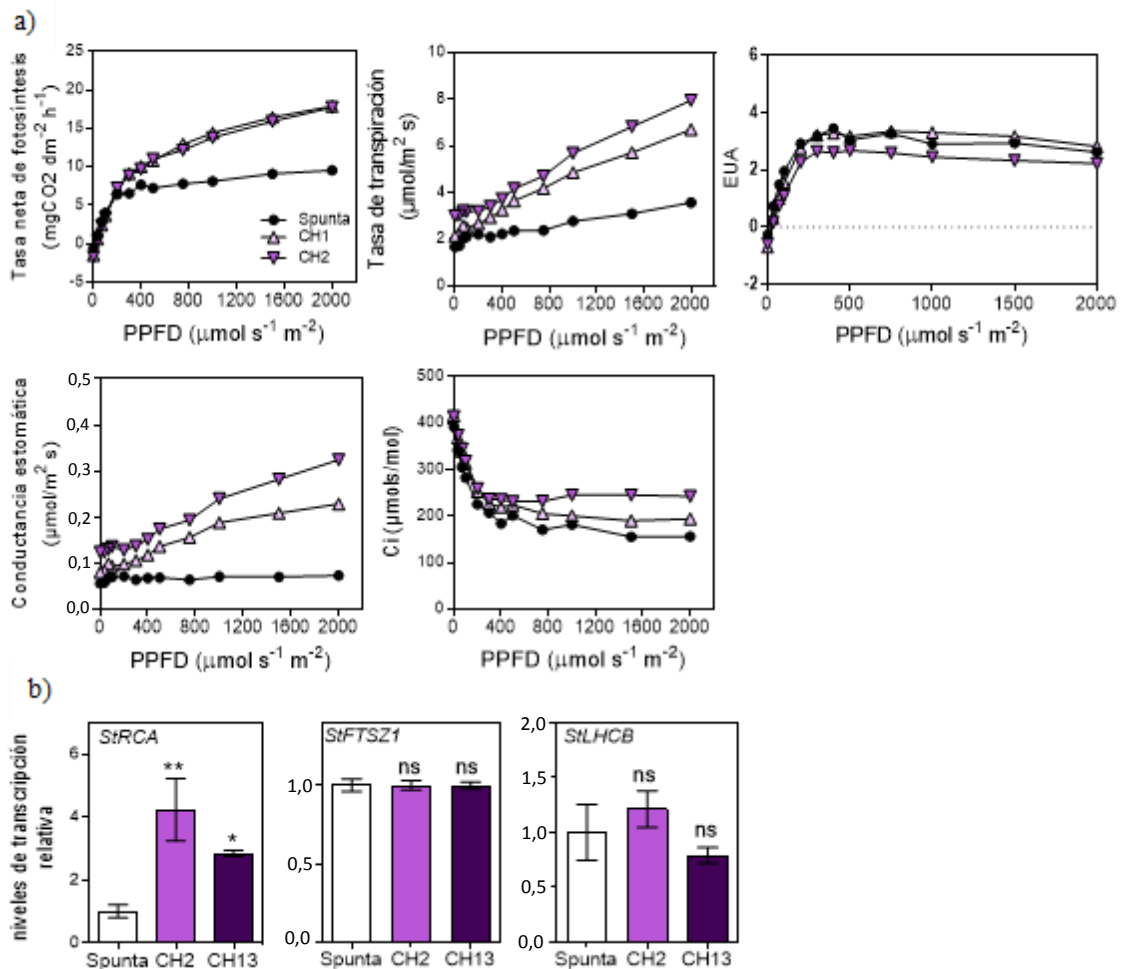 a)
Tasa neta de fotosíntesis
(mgC O2 dm⁻² h⁻¹)
25
20
15
10
5
0
-5
Spunta
CH1
CH2
0 400 800 1200 1600 2000
PPFD (μmol s⁻¹ m⁻²)
Tasa de transpiración
(μmol/m² s)
10
8
6
4
2
0
0 400 800 1200 1600 2000
PPFD (μmol s⁻¹ m⁻²)
EUA
6
4
2
0
-2
0 500 1000 1500 2000
PPFD (μmol s⁻¹ m⁻²)
Conductancia estomática
(μmol/m² s)
0,5
0,4
0,3
0,2
0,1
0,0
0 400 800 1200 1600 2000
PPFD (μmol s⁻¹ m⁻²)
Ci (μmols/mol)
500
400
300
200
100
0
0 400 800 1200 1600 2000
PPFD (μmol s⁻¹ m⁻²)
b)
niveles de transcripción
relativa
StRCA
6
4
2
0
**
*
Spunta CH2 CH13
StFTSZ1
1,0
0,5
0,0
ns ns
Spunta CH2 CH13
StLHCB
2,0
1,5
1,0
0,5
0,0
ns
ns
Spunta CH2 CH13